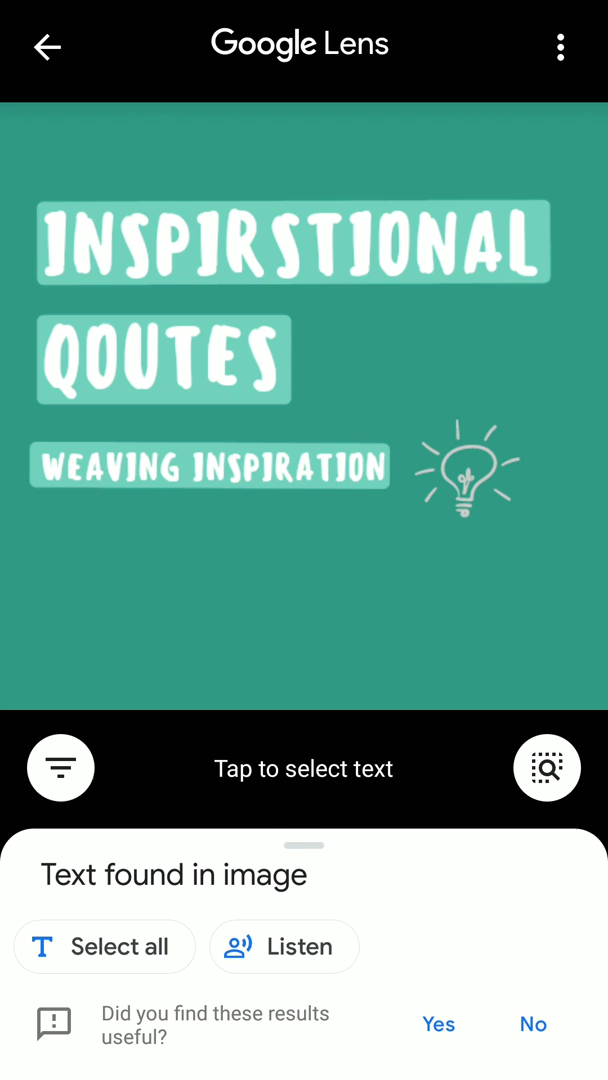 Google Lens
INSPIRSTIONAL
QOUTES
WEAVING INSPIRATION
Tap to select text
Text found in image
T Select all
Listen
Did you find these results
useful?
Yes
No